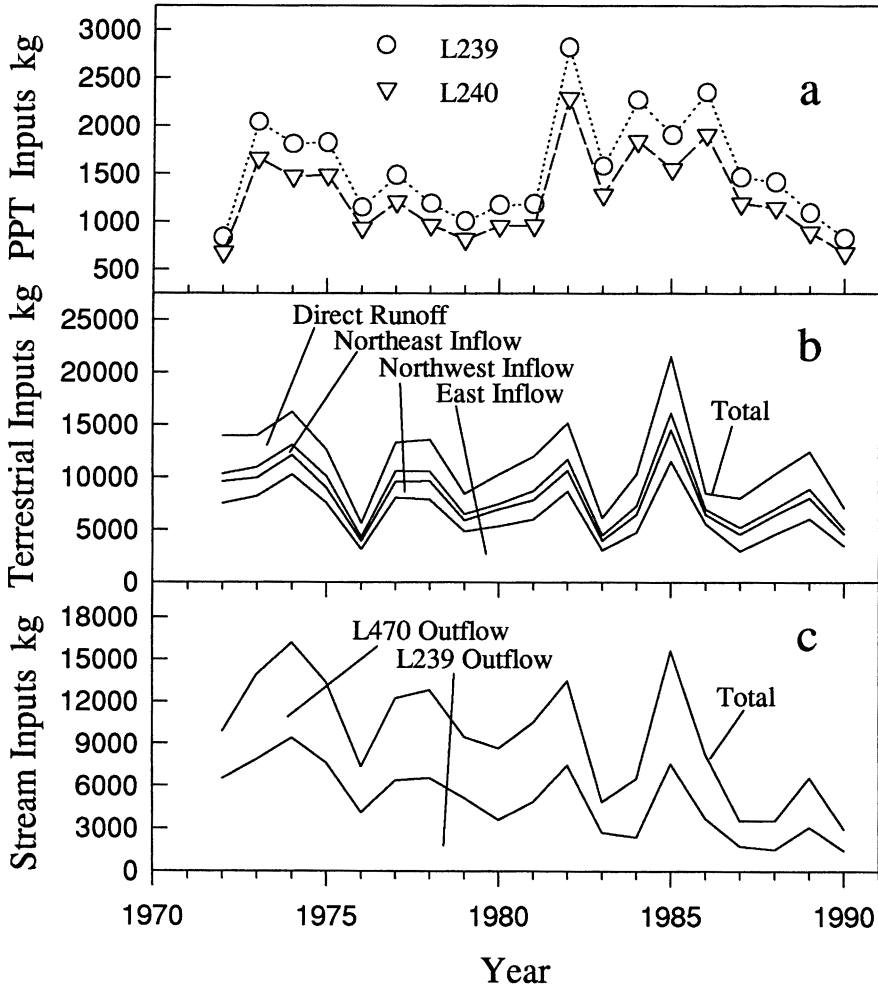 PPT Inputs kg
3000
2500
2000
1500
1000
500
L239
L240
a
Terrestrial Inputs kg
25000
20000
15000
10000
5000
0
Direct Runoff
Northeast Inflow
Northwest Inflow
East Inflow
Total
b
Stream Inputs kg
18000
15000
12000
9000
6000
3000
0
L470 Outflow
L239 Outflow
Total
c
1970
1975
1980
1985
1990
Year